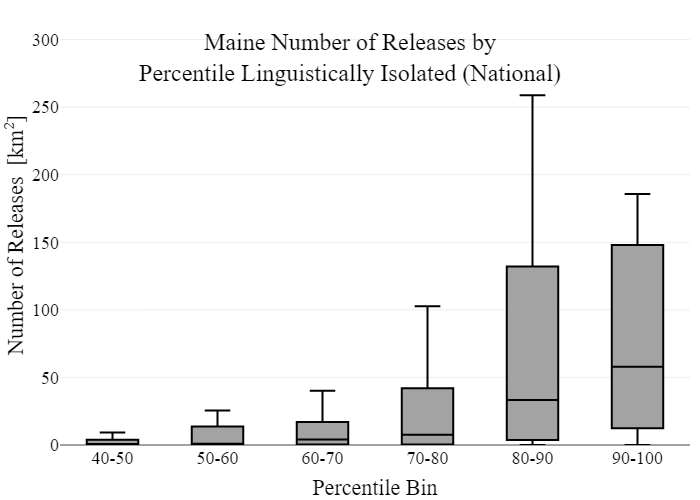 Maine Number of Releases by
Percentile Linguistically Isolated (National)
Number of Releases [km²]
300
250
200
150
100
50
0
40-50 50-60 60-70 70-80 80-90 90-100
Percentile Bin